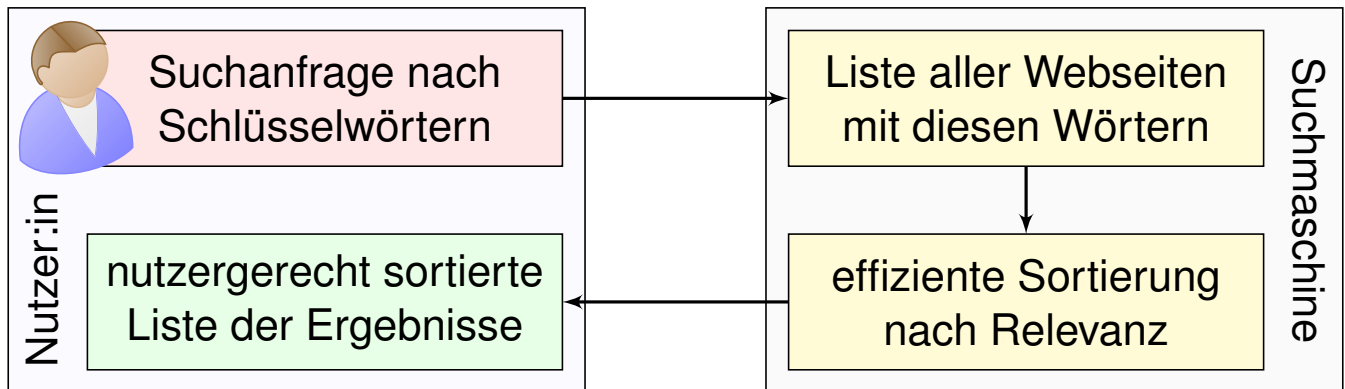 Suchanfrage nach
Schlüsselwörtern
Liste aller Webseiten
mit diesen Wörtern
Nutzer:in
nutzergerecht sortierte
Liste der Ergebnisse
effiziente Sortierung
nach Relevanz
Suchmaschine